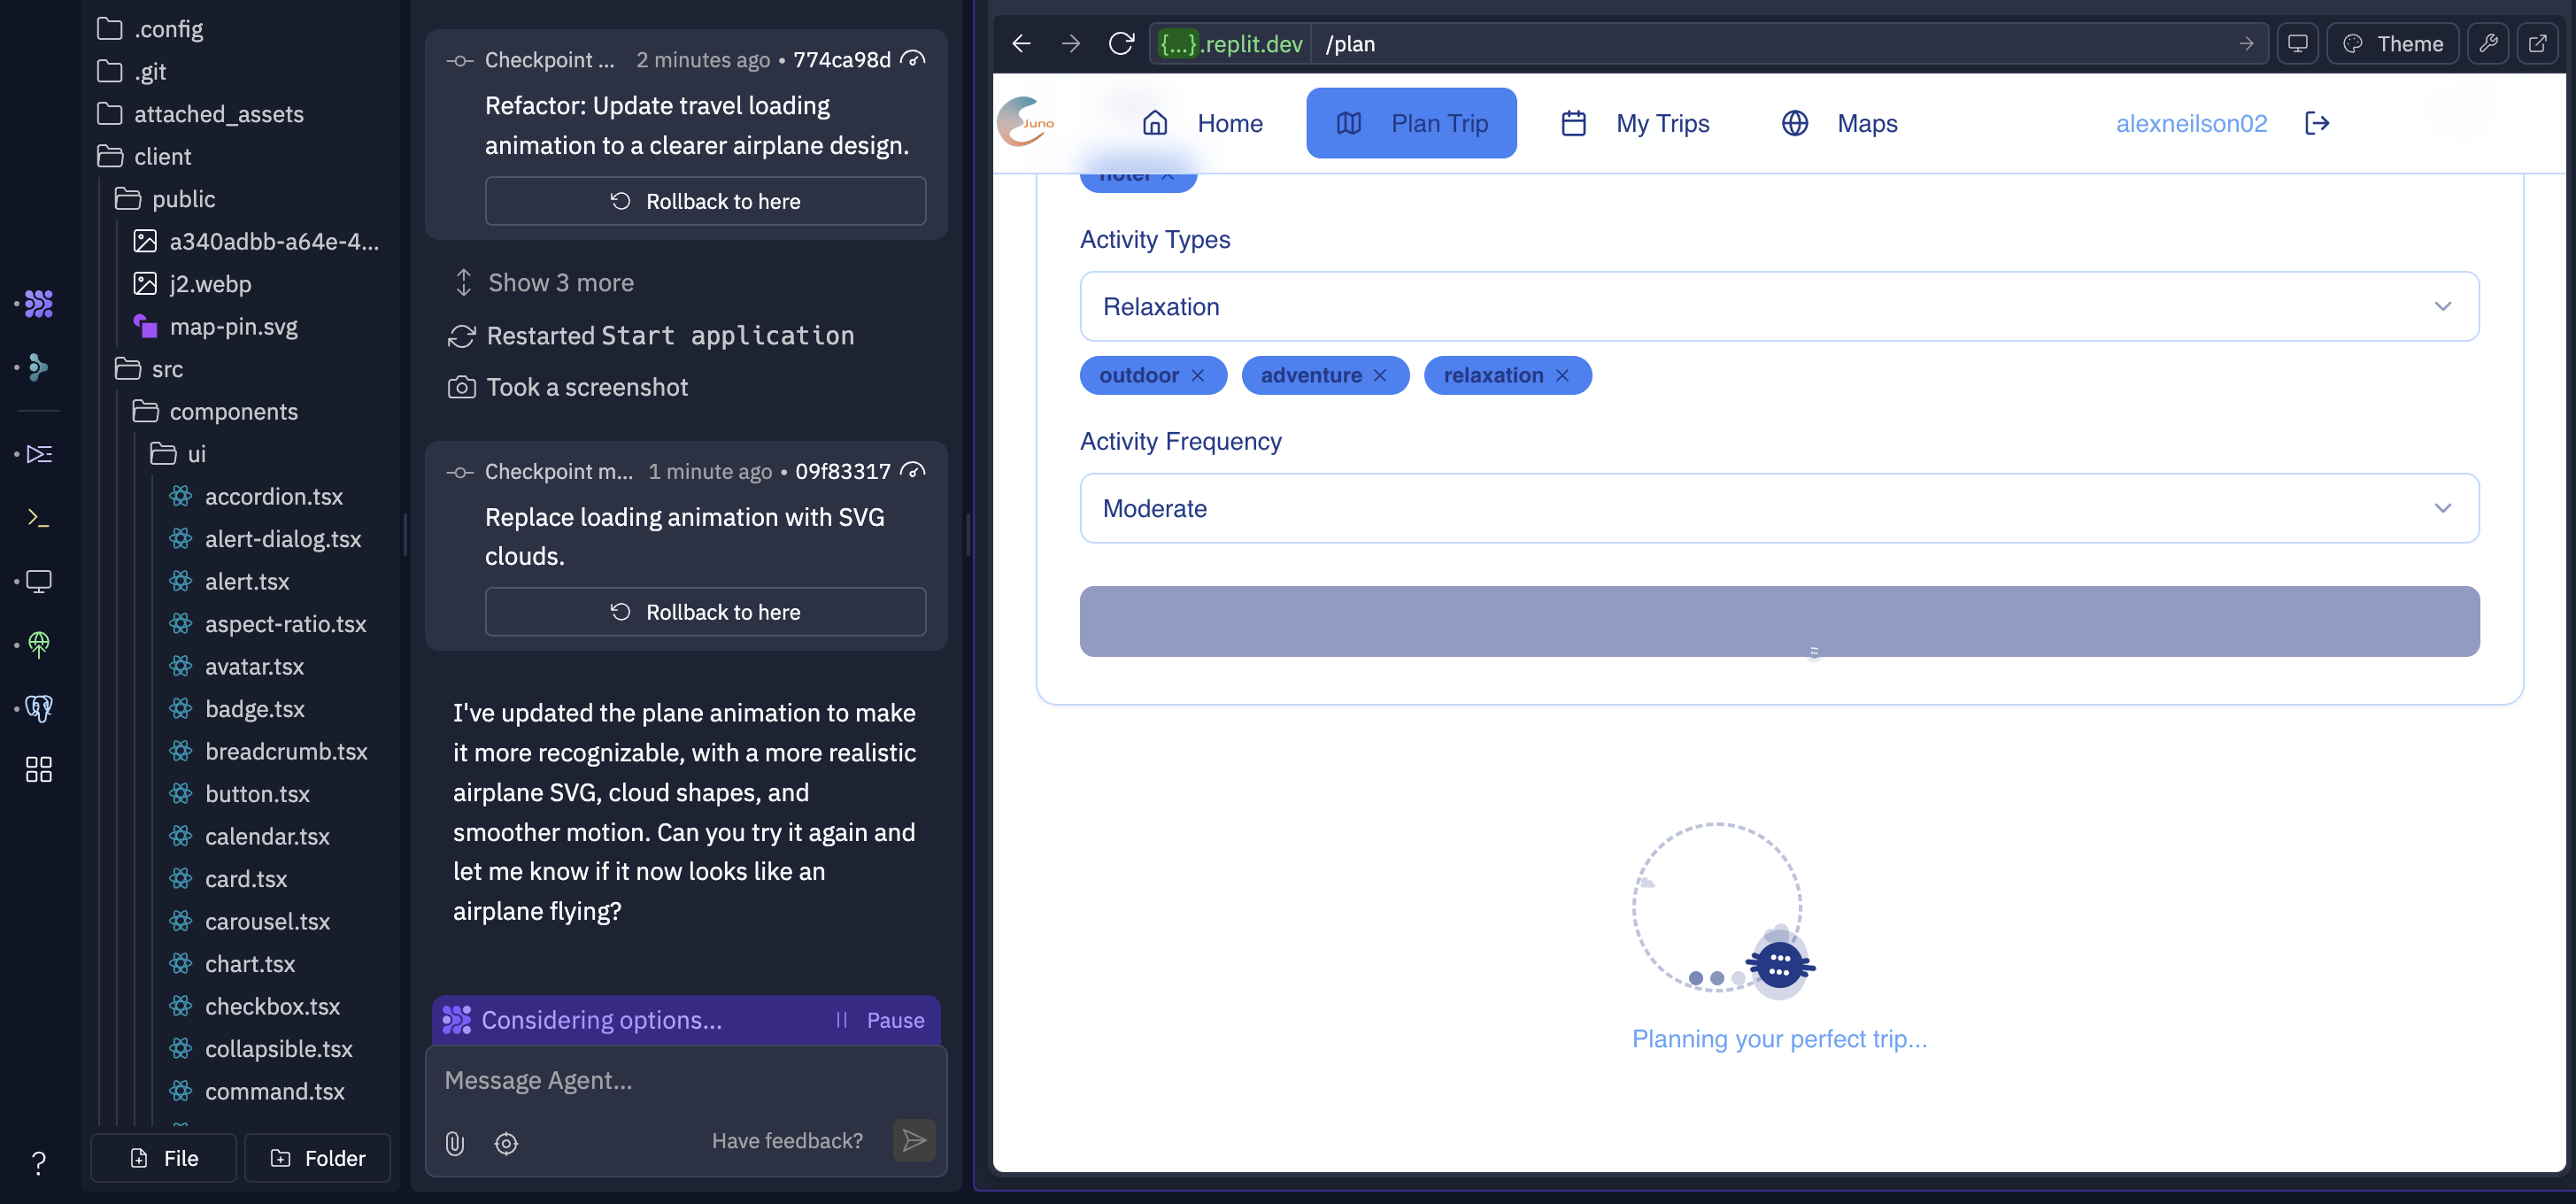 .config
.git
attached_assets
client
public
a340adbb-a64e-4...
j2.webp
map-pin.svg
src
components
ui
accordion.tsx
alert-dialog.tsx
alert.tsx
aspect-ratio.tsx
avatar.tsx
badge.tsx
breadcrumb.tsx
button.tsx
calendar.tsx
card.tsx
carousel.tsx
chart.tsx
checkbox.tsx
collapsible.tsx
command.tsx
File
Folder
?
Checkpoint ... 2 minutes ago • 774ca98d
Refactor: Update travel loading
animation to a clearer airplane design.
Rollback to here
Show 3 more
Restarted Start application
Took a screenshot
Checkpoint m... 1 minute ago • 09f83317
Replace loading animation with SVG
clouds.
Rollback to here
I've updated the plane animation to make
it more recognizable, with a more realistic
airplane SVG, cloud shapes, and
smoother motion. Can you try it again and
let me know if it now looks like an
airplane flying?
Considering options...
Pause
Message Agent...
Have feedback?
{...}.replit.dev
/plan
Theme
Juno
Home
Plan Trip
My Trips
Maps
alexneilson02
hotel ×
Activity Types
Relaxation
outdoor ×
adventure ×
relaxation ×
Activity Frequency
Moderate
Planning your perfect trip...